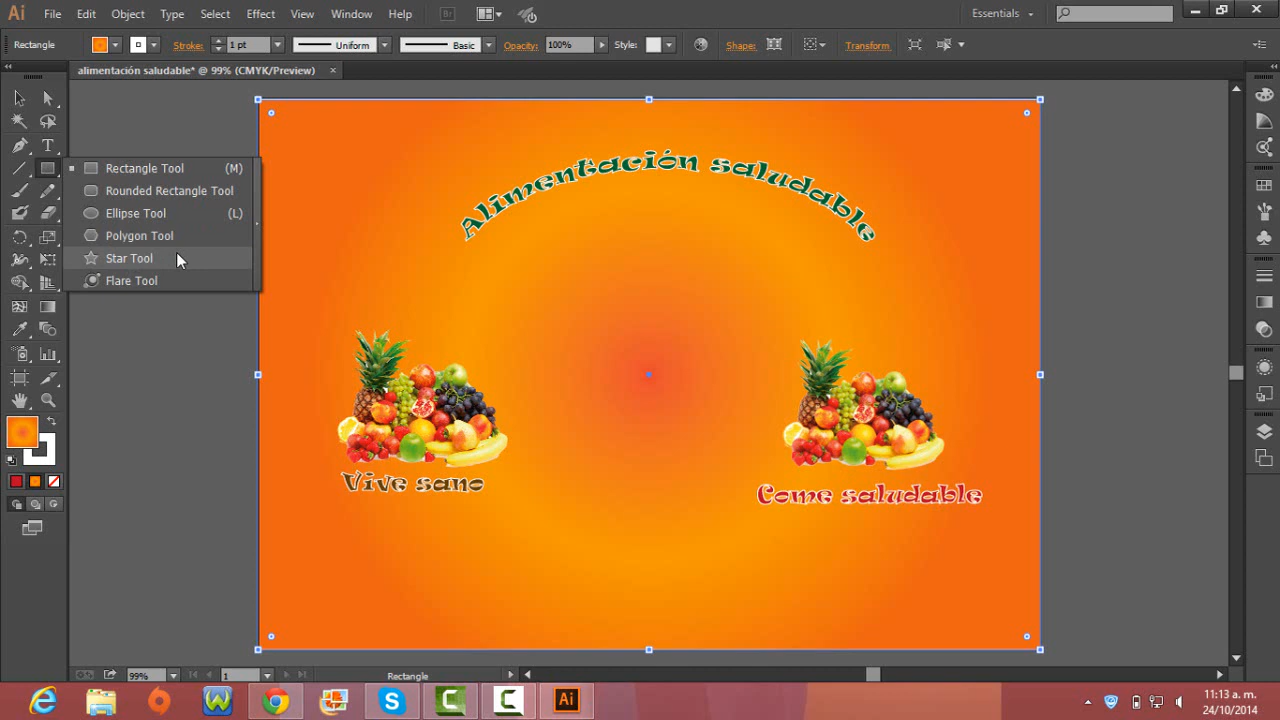 Ai File Edit Object Type Select Effect View Window Help Br Essentials
Rectangle Stroke: 1 pt Uniform Basic Opacity: 100% Style: Shape: Transform
alimentación saludable* @ 99% (CMYK/Preview) ×
Rectangle Tool (M)
Rounded Rectangle Tool
Ellipse Tool (L)
Polygon Tool
Star Tool
Flare Tool
Alimentación saludable
Vive sano
Come saludable
99% 1 Rectangle
Ai
11:13 a. m.
24/10/2014